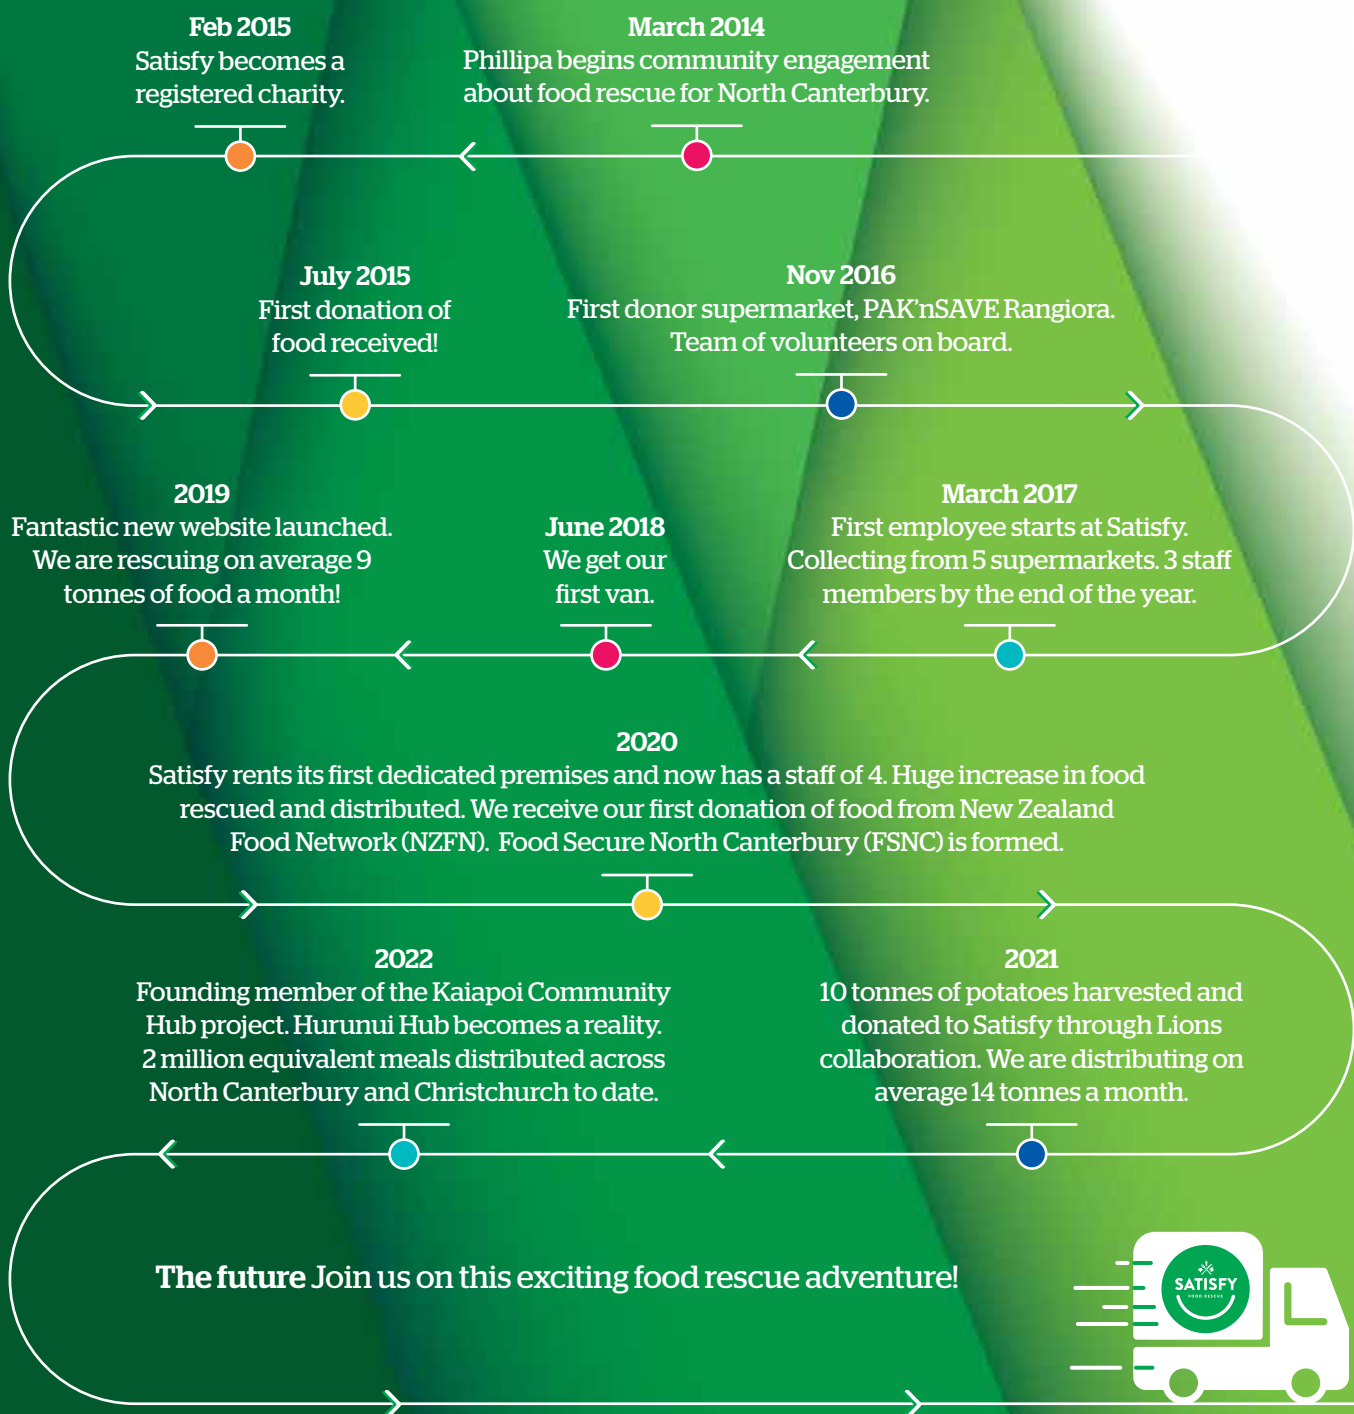 March 2014
Phillipa begins community engagement
about food rescue for North Canterbury.
Feb 2015
Satisfy becomes a
registered charity.
July 2015
First donation of
food received!
Nov 2016
First donor supermarket, PAK’nSAVE Rangiora.
Team of volunteers on board.
March 2017
First employee starts at Satisfy.
Collecting from 5 supermarkets. 3 staff
members by the end of the year.
June 2018
We get our
first van.
2019
Fantastic new website launched.
We are rescuing on average 9
tonnes of food a month!
2020
Satisfy rents its first dedicated premises and now has a staff of 4. Huge increase in food
rescued and distributed. We receive our first donation of food from New Zealand
Food Network (NZFN).  Food Secure North Canterbury (FSNC) is formed.
2021
10 tonnes of potatoes harvested and
donated to Satisfy through Lions
collaboration. We are distributing on
average 14 tonnes a month.
2022
Founding member of the Kaiapoi Community
Hub project. Hurunui Hub becomes a reality.
2 million equivalent meals distributed across
North Canterbury and Christchurch to date.
The future Join us on this exciting food rescue adventure!
SATISFY
FOOD RESCUE